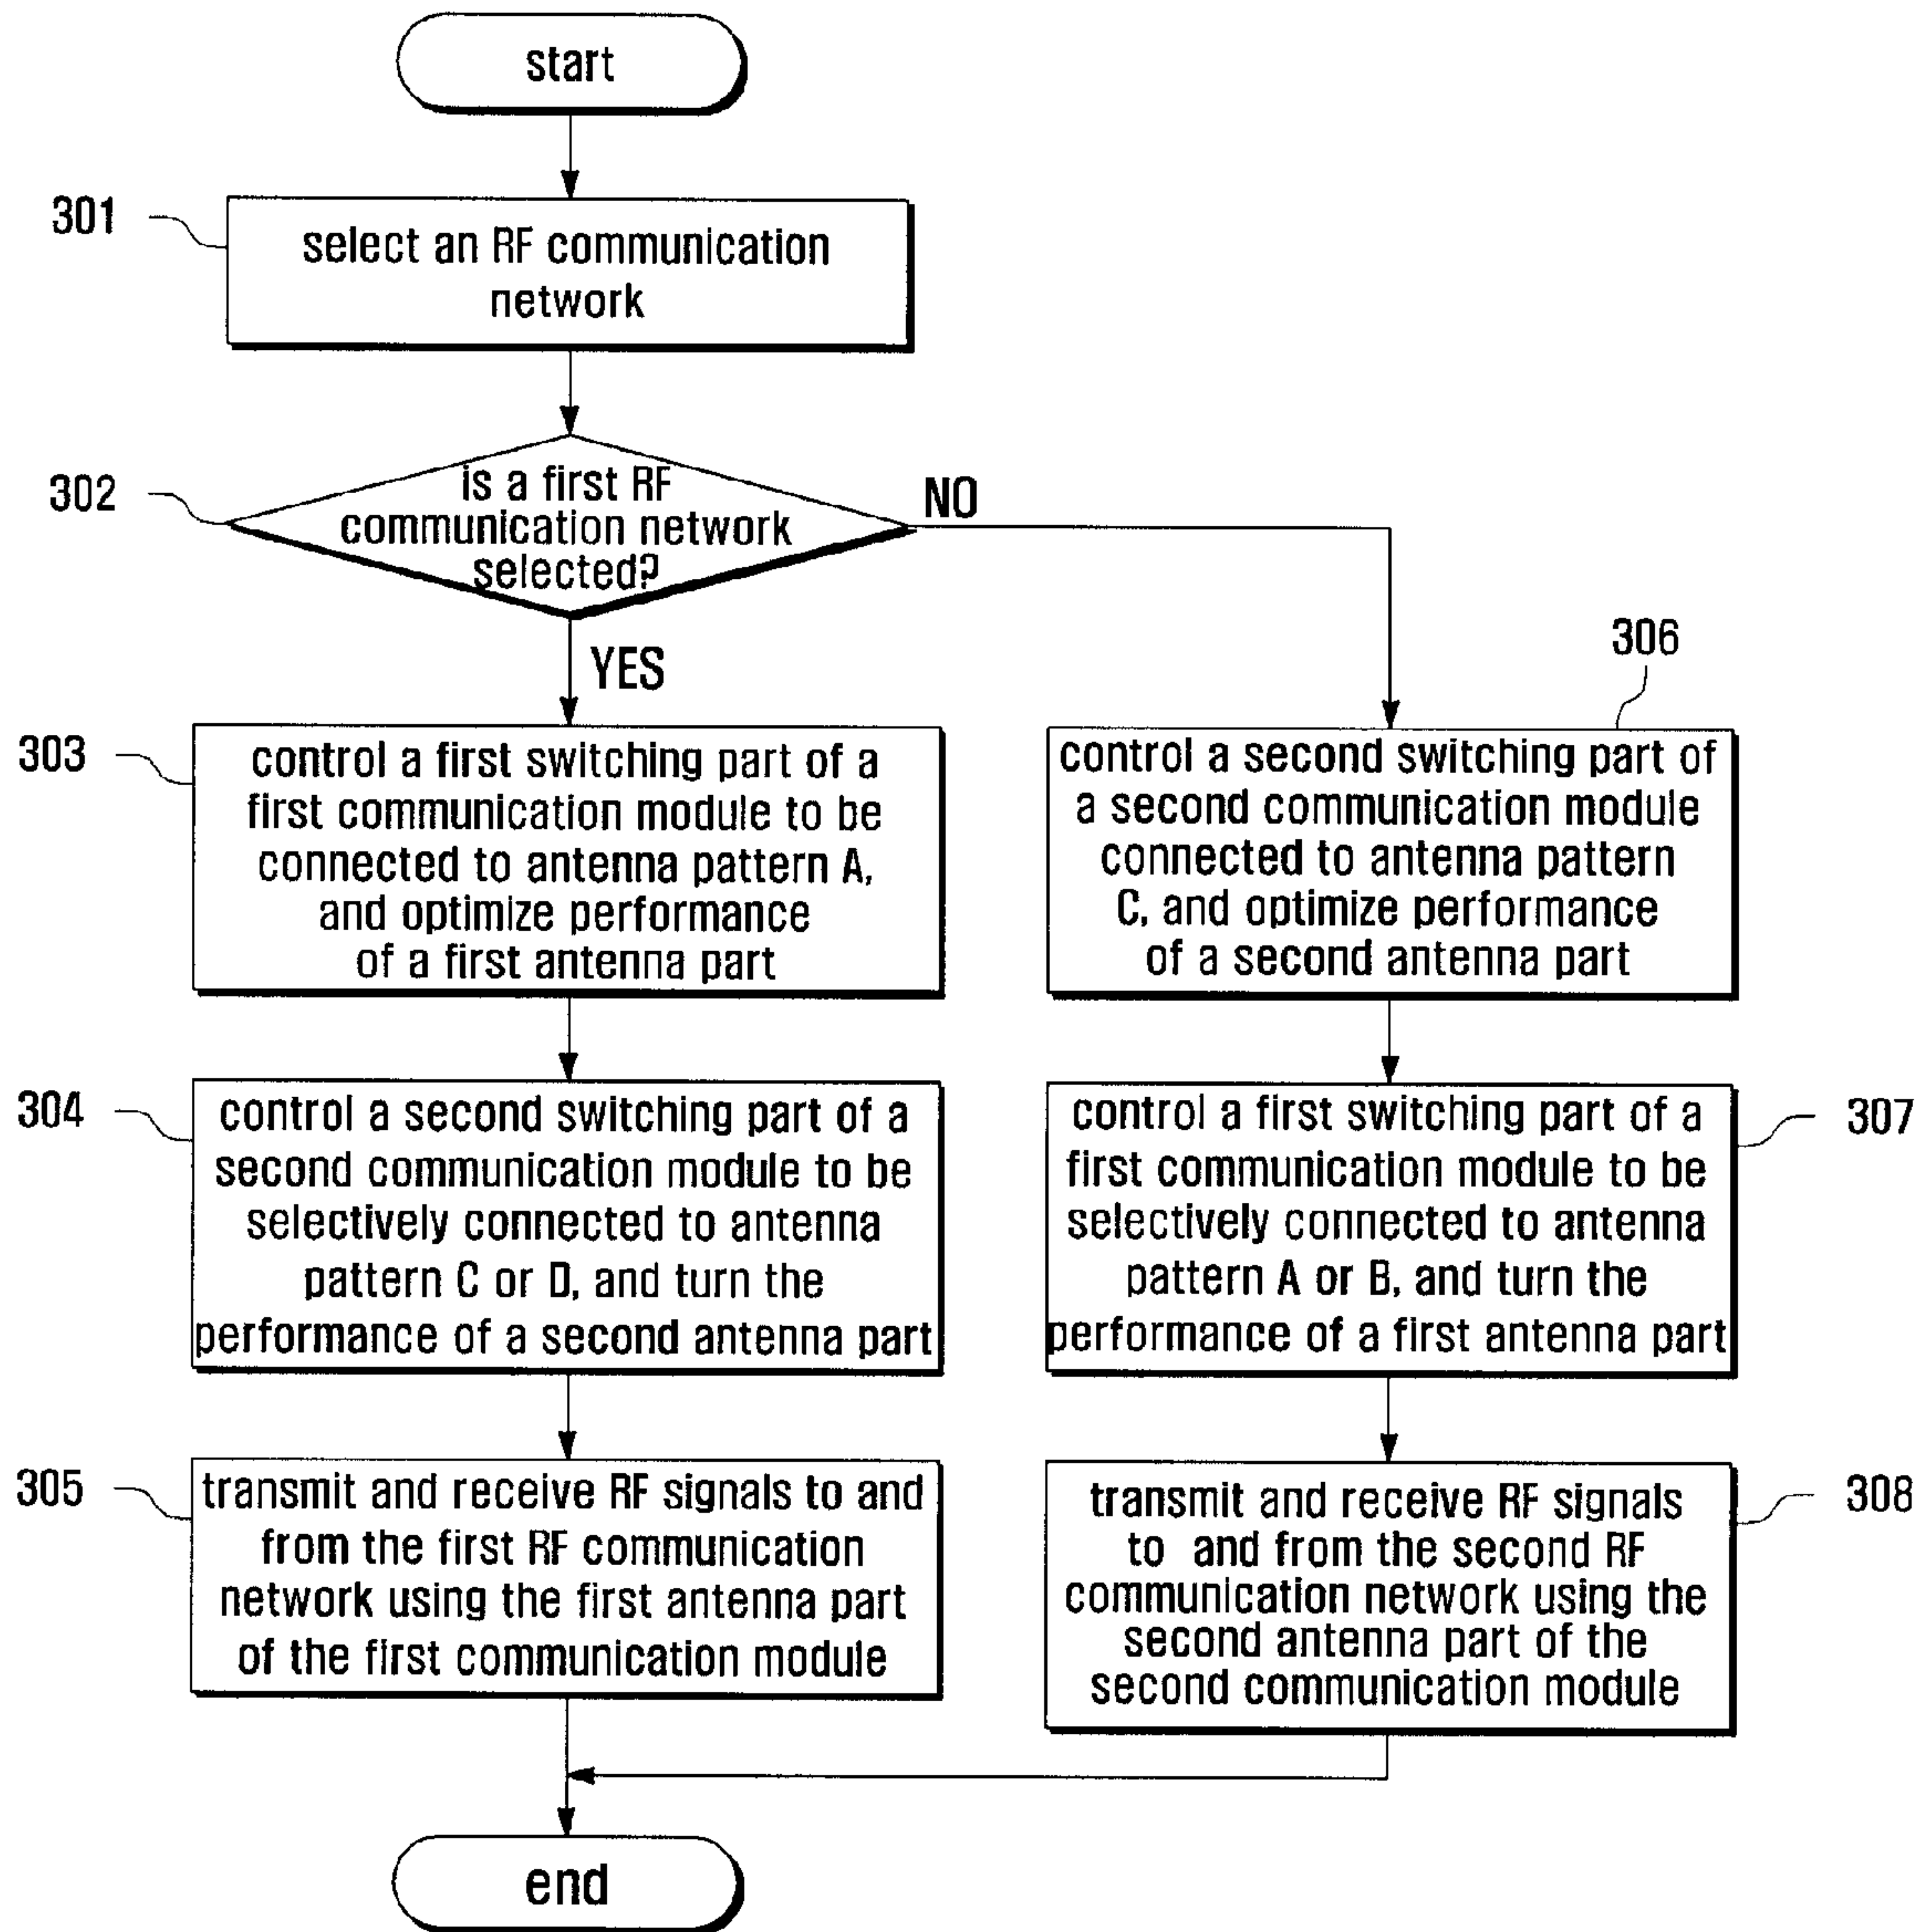 start
301
select an RF communication
network
302
is a first RF
communication network
selected?
NO
YES
303
control a first switching part of a
first communication module to be
connected to antenna pattern A,
and optimize performance
of a first antenna part
304
control a second switching part of a
second communication module to be
selectively connected to antenna
pattern C or D, and turn the
performance of a second antenna part
305
transmit and receive RF signals to and
from the first RF communication
network using the first antenna part
of the first communication module
306
control a second switching part of
a second communication module
connected to antenna pattern
C, and optimize performance
of a second antenna part
307
control a first switching part of a
first communication module to be
selectively connected to antenna
pattern A or B, and turn the
performance of a first antenna part
308
transmit and receive RF signals
to and from the second RF
communication network using the
second antenna part of the
second communication module
end